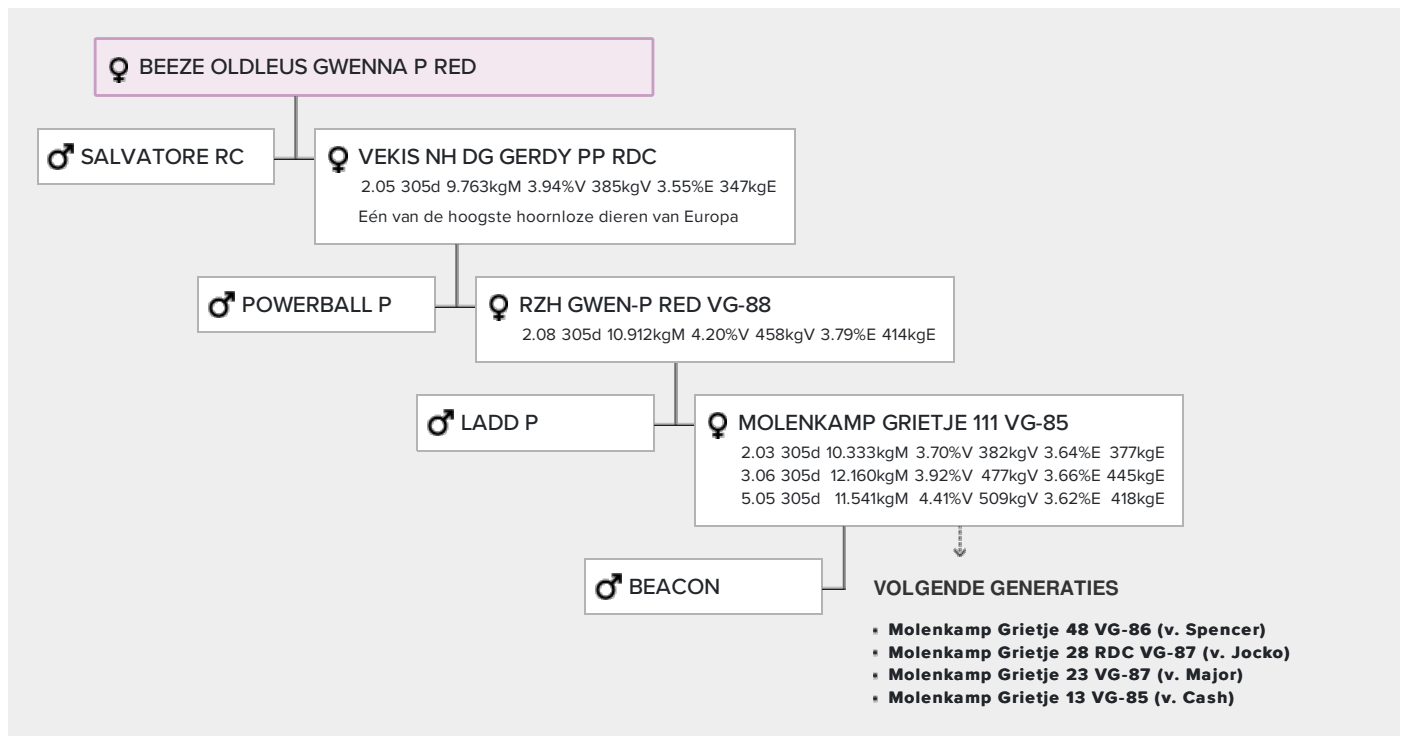 BEEZE OLDLEUS GWENNA P RED
SALVATORE RC
VEKIS NH DG GERDY PP RDC
2.05 305d 9.763kgM 3.94%V 385kgV 3.55%E 347kgE
Eén van de hoogste hoornloze dieren van Europa
POWERBALL P
RZH GWEN-P RED VG-88
2.08 305d 10.912kgM 4.20%V 458kgV 3.79%E 414kgE
LADD P
MOLENKAMP GRIETJE 111 VG-85
2.03 305d 10.333kgM 3.70%V 382kgV 3.64%E 377kgE
3.06 305d 12.160kgM 3.92%V 477kgV 3.66%E 445kgE
5.05 305d 11.541kgM 4.41%V 509kgV 3.62%E 418kgE
BEACON
VOLGENDE GENERATIES
Molenkamp Grietje 48 VG-86 (v. Spencer)
Molenkamp Grietje 28 RDC VG-87 (v. Jocko)
Molenkamp Grietje 23 VG-87 (v. Major)
Molenkamp Grietje 13 VG-85 (v. Cash)